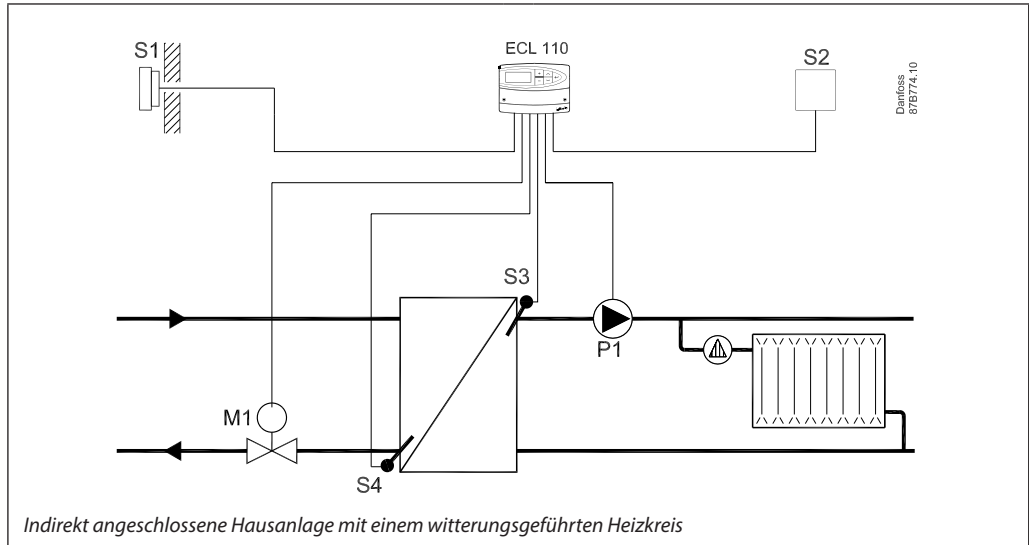 S1
ECL 110
S2
Danfoss
87B774.10
S3
P1
M1
S4
Indirekt angeschlossene Hausanlage mit einem witterungsgeführten Heizkreis